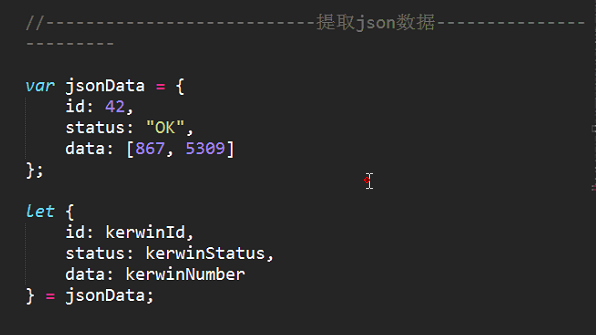 //---------------------------提取json数据---------------
---------
var jsonData = {
    id: 42,
    status: "OK",
    data: [867, 5309]
};
let {
    id: kerwinId,
    status: kerwinStatus,
    data: kerwinNumber
} = jsonData;